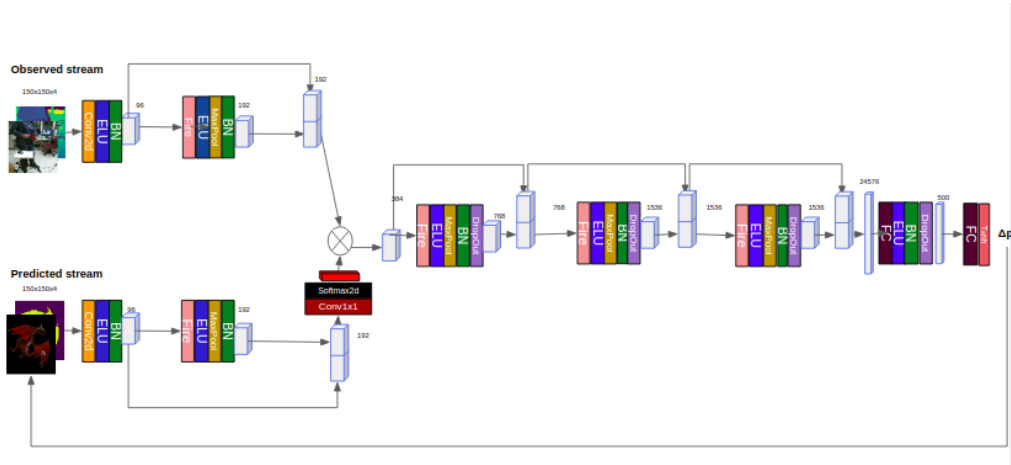 Observed stream
150x150x4
Conv2d
ELU
BN
96
Fire
ELU
MaxPool
BN
192
192
Predicted stream
150x150x4
Conv2d
ELU
BN
96
Fire
ELU
MaxPool
BN
192
192
Softmax2d
Conv1x1
384
Fire
ELU
MaxPool
BN
DropOut
768
768
Fire
ELU
MaxPool
BN
DropOut
1536
1536
Fire
ELU
MaxPool
BN
DropOut
1536
24576
FC
ELU
BN
DropOut
500
FC
TanH
Δp